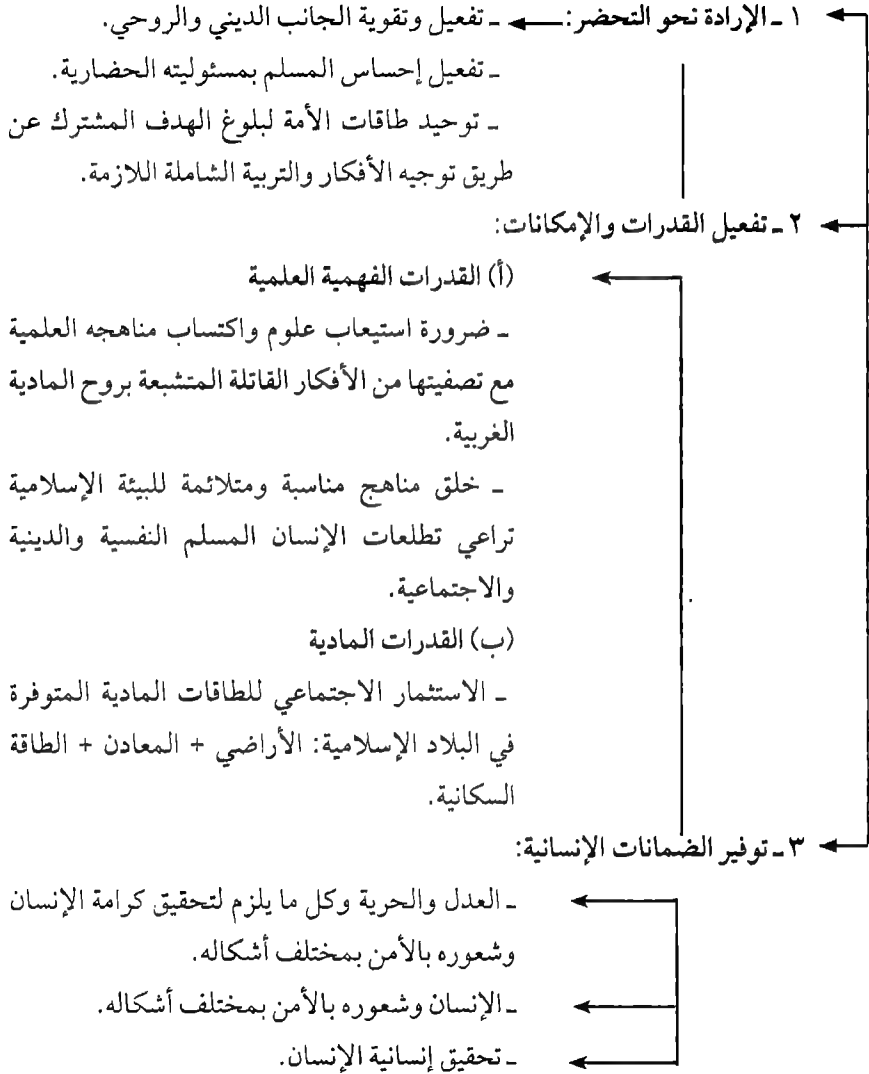 ١ ـ الإرادة نحو التحضر: ـ تفعيل وتقوية الجانب الديني والروحي.
ـ تفعيل إحساس المسلم بمسئوليته الحضارية.
ـ توحيد طاقات الأمة لبلوغ الهدف المشترك عن
طريق توجيه الأفكار والتربية الشاملة اللازمة.
٢ ـ تفعيل القدرات والإمكانات:
(أ) القدرات الفهمية العلمية
ـ ضرورة استيعاب علوم واكتساب مناهجه العلمية
مع تصفيتها من الأفكار القاتلة المتشبعة بروح المادية
الغربية.
ـ خلق مناهج مناسبة ومتلائمة للبيئة الإسلامية
تراعي تطلعات الإنسان المسلم النفسية والدينية
والاجتماعية.
(ب) القدرات المادية
ـ الاستثمار الاجتماعي للطاقات المادية المتوفرة
في البلاد الإسلامية: الأراضي + المعادن + الطاقة
السكانية.
٣ ـ توفير الضمانات الإنسانية:
ـ العدل والحرية وكل ما يلزم لتحقيق كرامة الإنسان
وشعوره بالأمن بمختلف أشكاله.
ـ الإنسان وشعوره بالأمن بمختلف أشكاله.
ـ تحقيق إنسانية الإنسان.